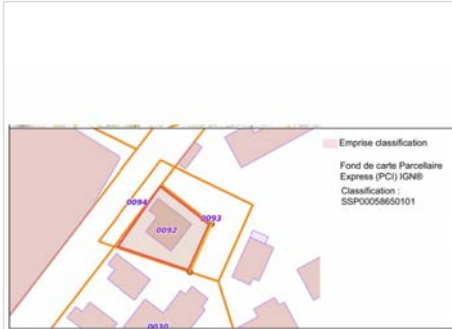 Emprise classification
Fond de carte Parcellaire
Express (PCI) IGN®
Classification :
SSP00058650101
0094
0093
0092
0030